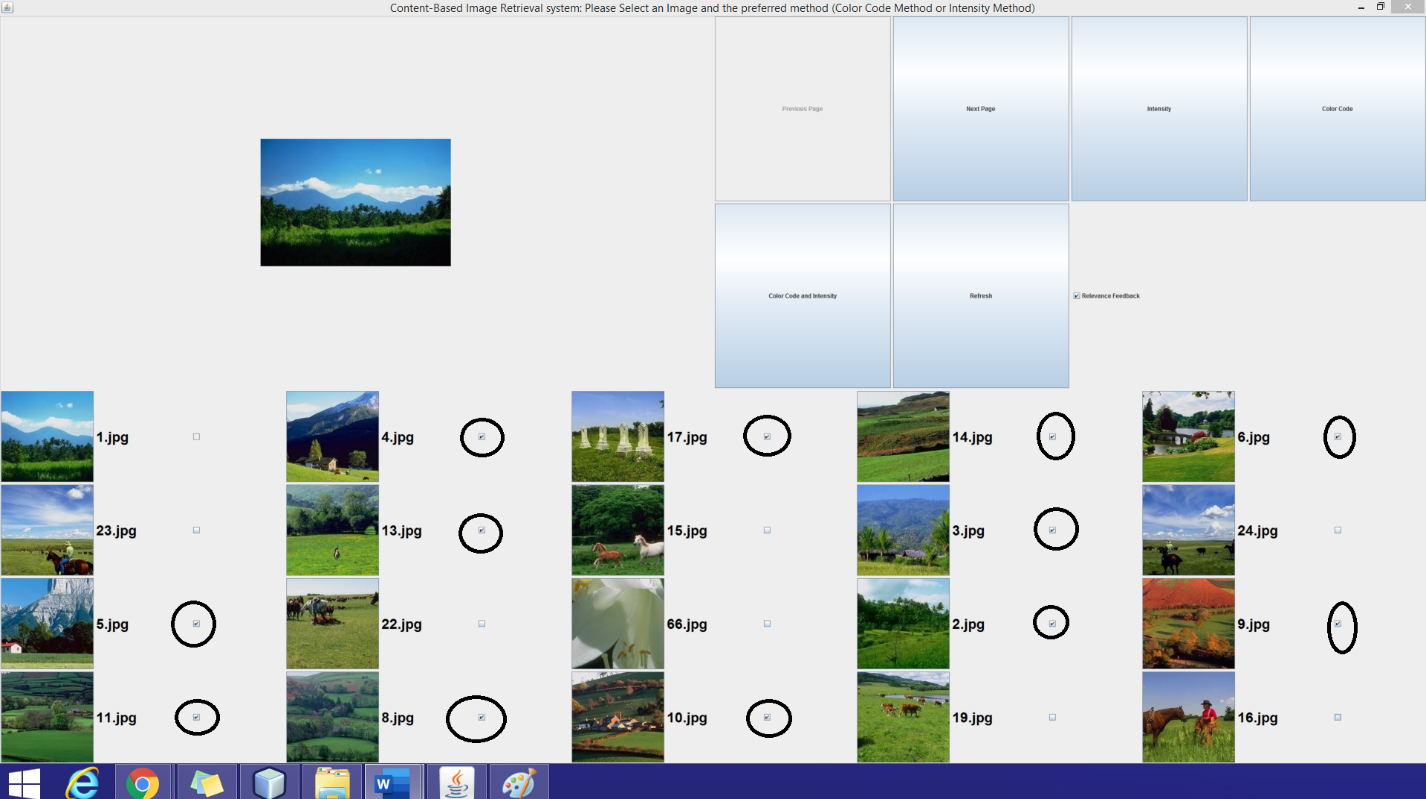 Content-Based Image Retrieval system: Please Select an Image and the preferred method (Color Code Method or Intensity Method)
Previous Page
Next Page
Intensity
Color Code
Color Code and Intensity
Refresh
Relevance Feedback
1.jpg
4.jpg
17.jpg
14.jpg
6.jpg
23.jpg
13.jpg
15.jpg
3.jpg
24.jpg
5.jpg
22.jpg
66.jpg
2.jpg
9.jpg
11.jpg
8.jpg
10.jpg
19.jpg
16.jpg
W